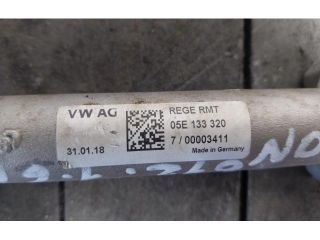 VW AG
REGE RMT
05E 133 320
31.01.18
7 / 00003411
Made in Germany